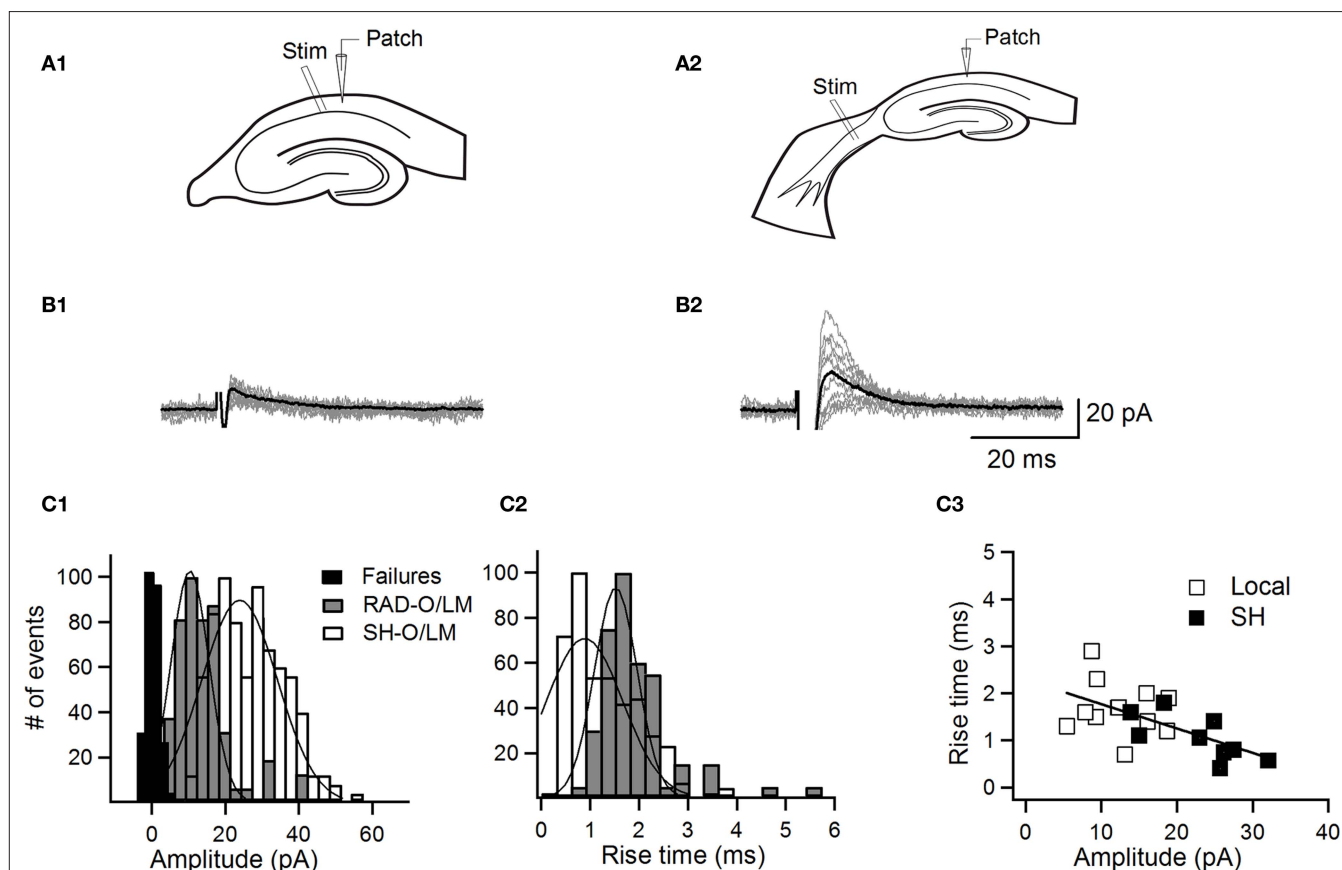 A1
Stim
Patch
A2
Stim
Patch
B1
B2
20 pA
20 ms
C1
# of events
100
80
60
40
20
0
20
40
60
Amplitude (pA)
Failures
RAD-O/LM
SH-O/LM
C2
100
80
60
40
20
0
1
2
3
4
5
6
Rise time (ms)
C3
Rise time (ms)
5
4
3
2
1
0
0
10
20
30
40
Amplitude (pA)
Local
SH